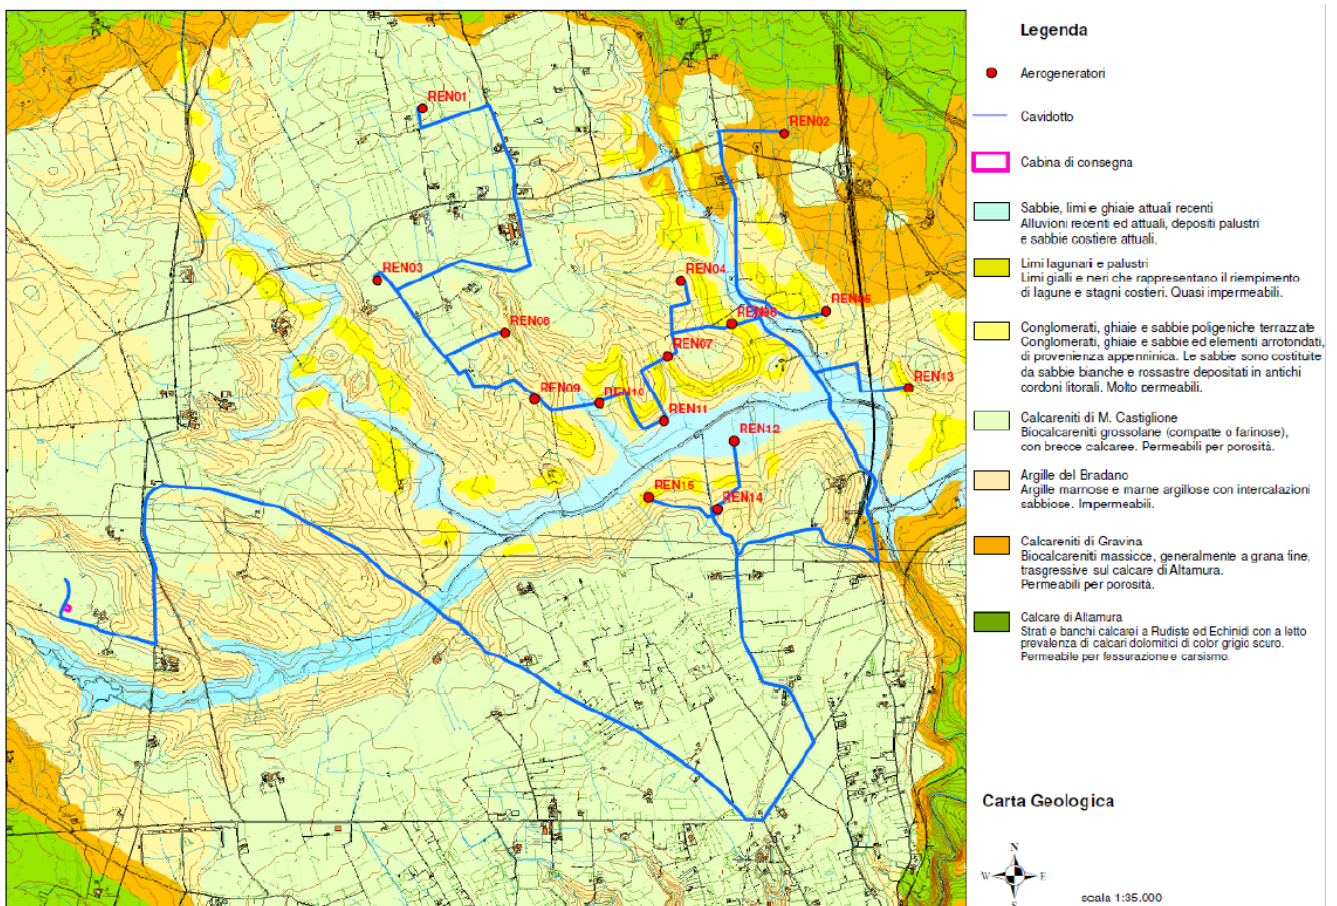 REN01
REN02
REN03
REN04
REN05
REN06
REN07
REN08
REN09
REN10
REN11
REN12
REN13
REN14
REN15
Legenda
Aerogeneratori
Cavidotto
Cabina di consegna
Sabbie, limi e ghiaie attuali recenti
Alluvioni recenti ed attuali, depositi palustri
e sabbie costiere attuali.
Limi lagunari e palustri
Limi gialli e neri che rappresentano il riempimento
di lagune e stagni costieri. Quasi impermeabili.
Conglomerati, ghiaie e sabbie poligeniche terrazzate
Conglomerati, ghiaie e sabbie ed elementi arrotondati,
di provenienza appenninica. Le sabbie sono costituite
da sabbie bianche e rossastre depositati in antichi
cordoni litorali. Molto permeabili.
Calcareniti di M. Castiglione
Biocalcareniti grossolane (compatte o farinose),
con brecce calcaree. Permeabili per porosità.
Argille del Bradano
Argille marnose e marne argillose con intercalazioni
sabbiose. Impermeabili.
Calcareniti di Gravina
Biocalcareniti massicce, generalmente a grana fine,
trasgressive sul calcare di Altamura.
Permeabili per porosità.
Calcare di Altamura
Strati e banchi calcarei a Rudiste ed Echinidi con a letto
prevalenza di calcari dolomitici di color grigio scuro.
Permeabile per fessurazione e carsismo.
Carta Geologica
N
W
E
S
scala 1:35.000